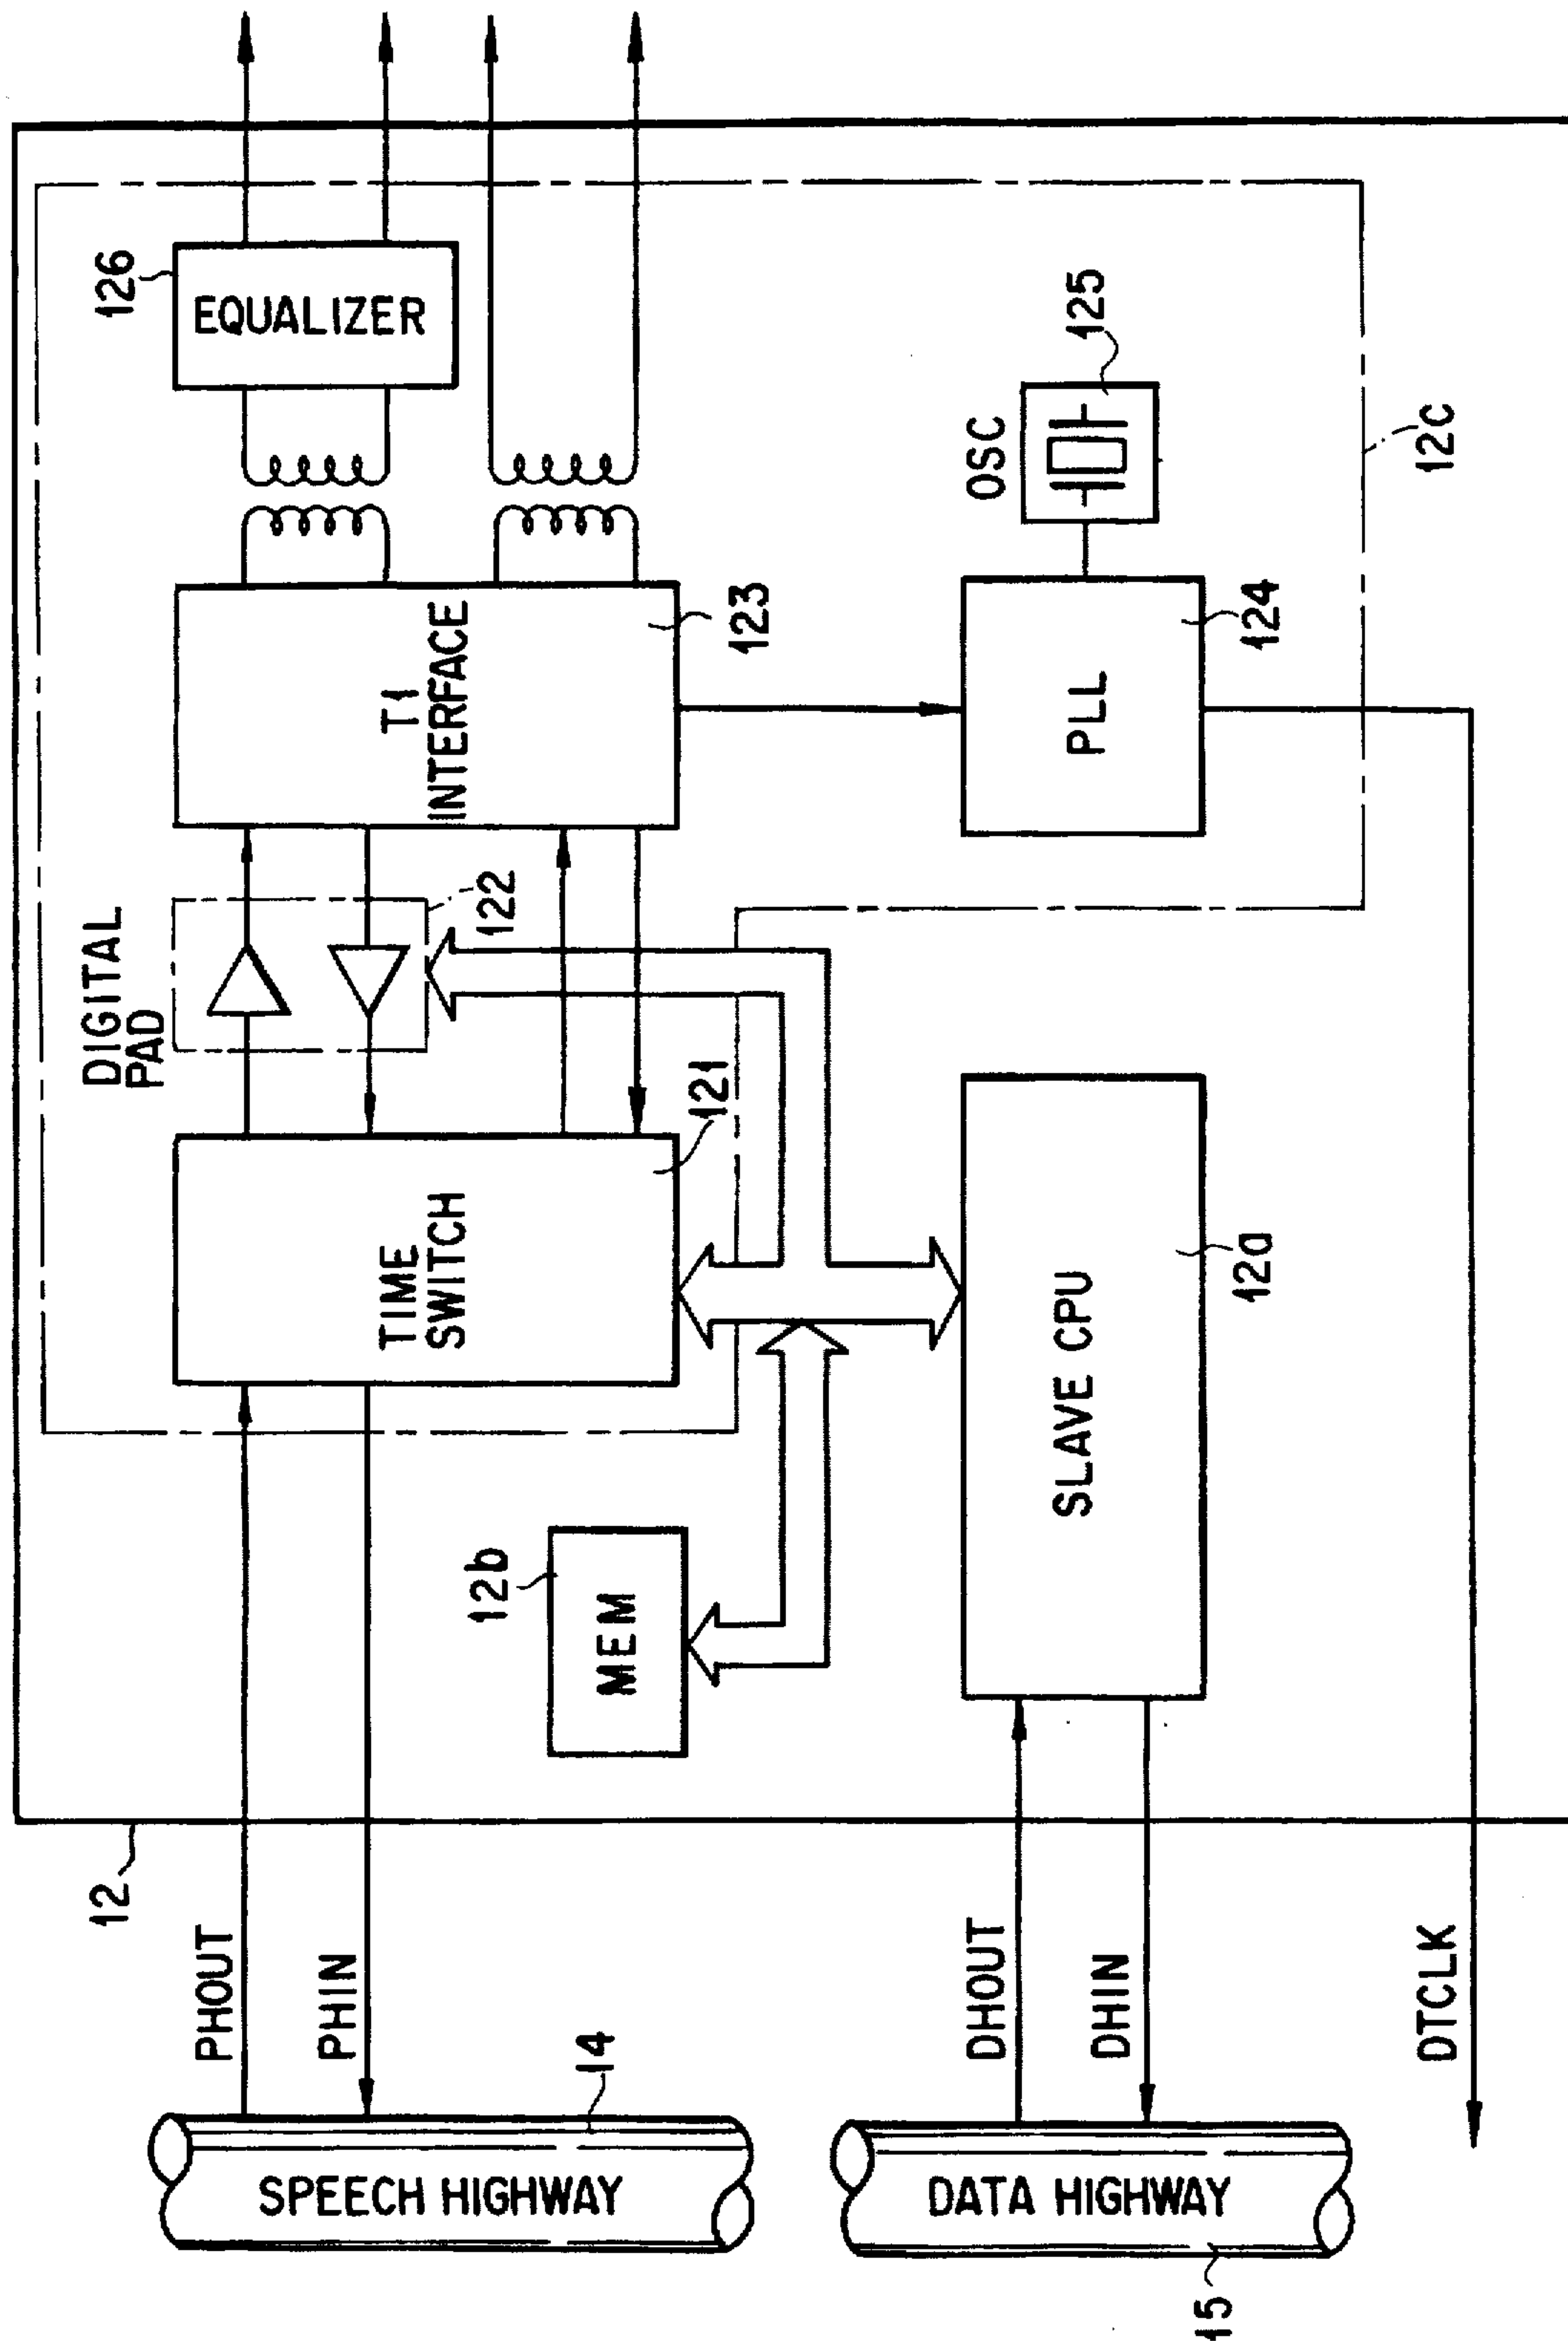 126
EQUALIZER
OSC
125
12c
T1
INTERFACE
123
PLL
124
DIGITAL
PAD
122
TIME
SWITCH
121
SLAVE CPU
12a
12b
MEM
12
PHOUT
PHIN
DHOUT
DHIN
DTCLK
14
SPEECH HIGHWAY
DATA HIGHWAY
15